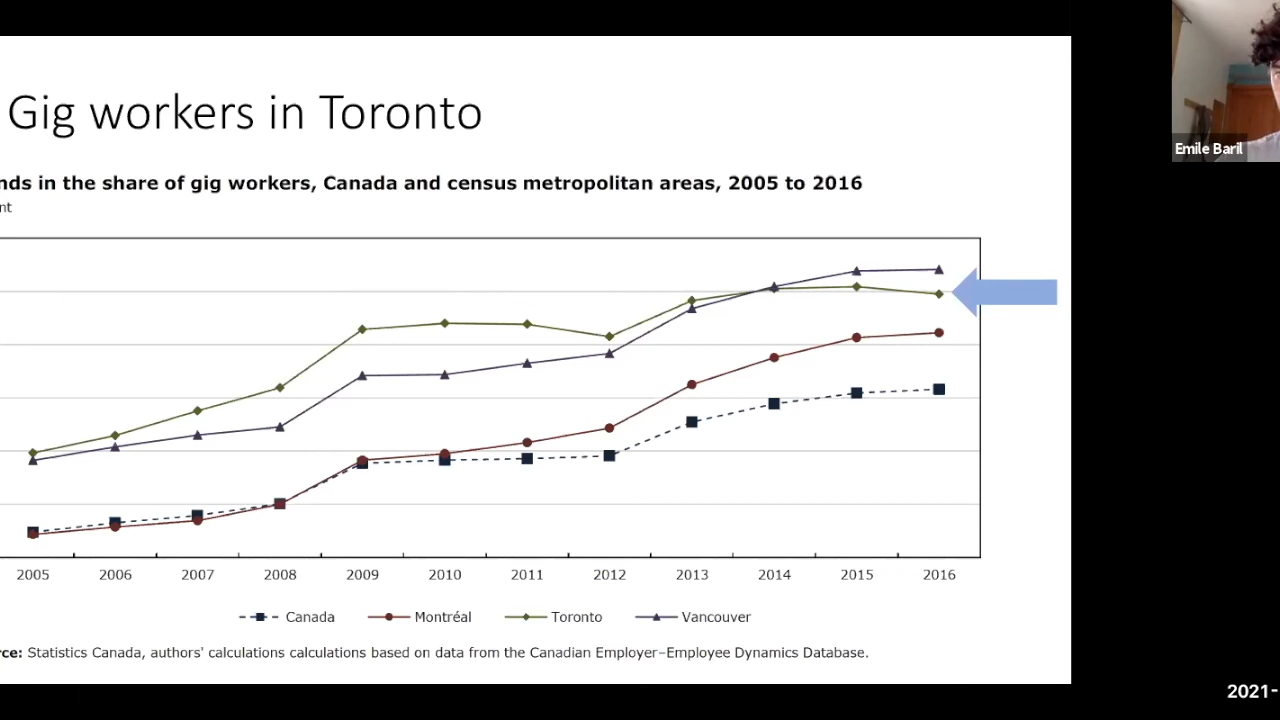 Gig workers in Toronto
nds in the share of gig workers, Canada and census metropolitan areas, 2005 to 2016
nt
2005 2006 2007 2008 2009 2010 2011 2012 2013 2014 2015 2016
Canada Montréal Toronto Vancouver
rce: Statistics Canada, authors' calculations calculations based on data from the Canadian Employer–Employee Dynamics Database.
Emile Baril
2021-